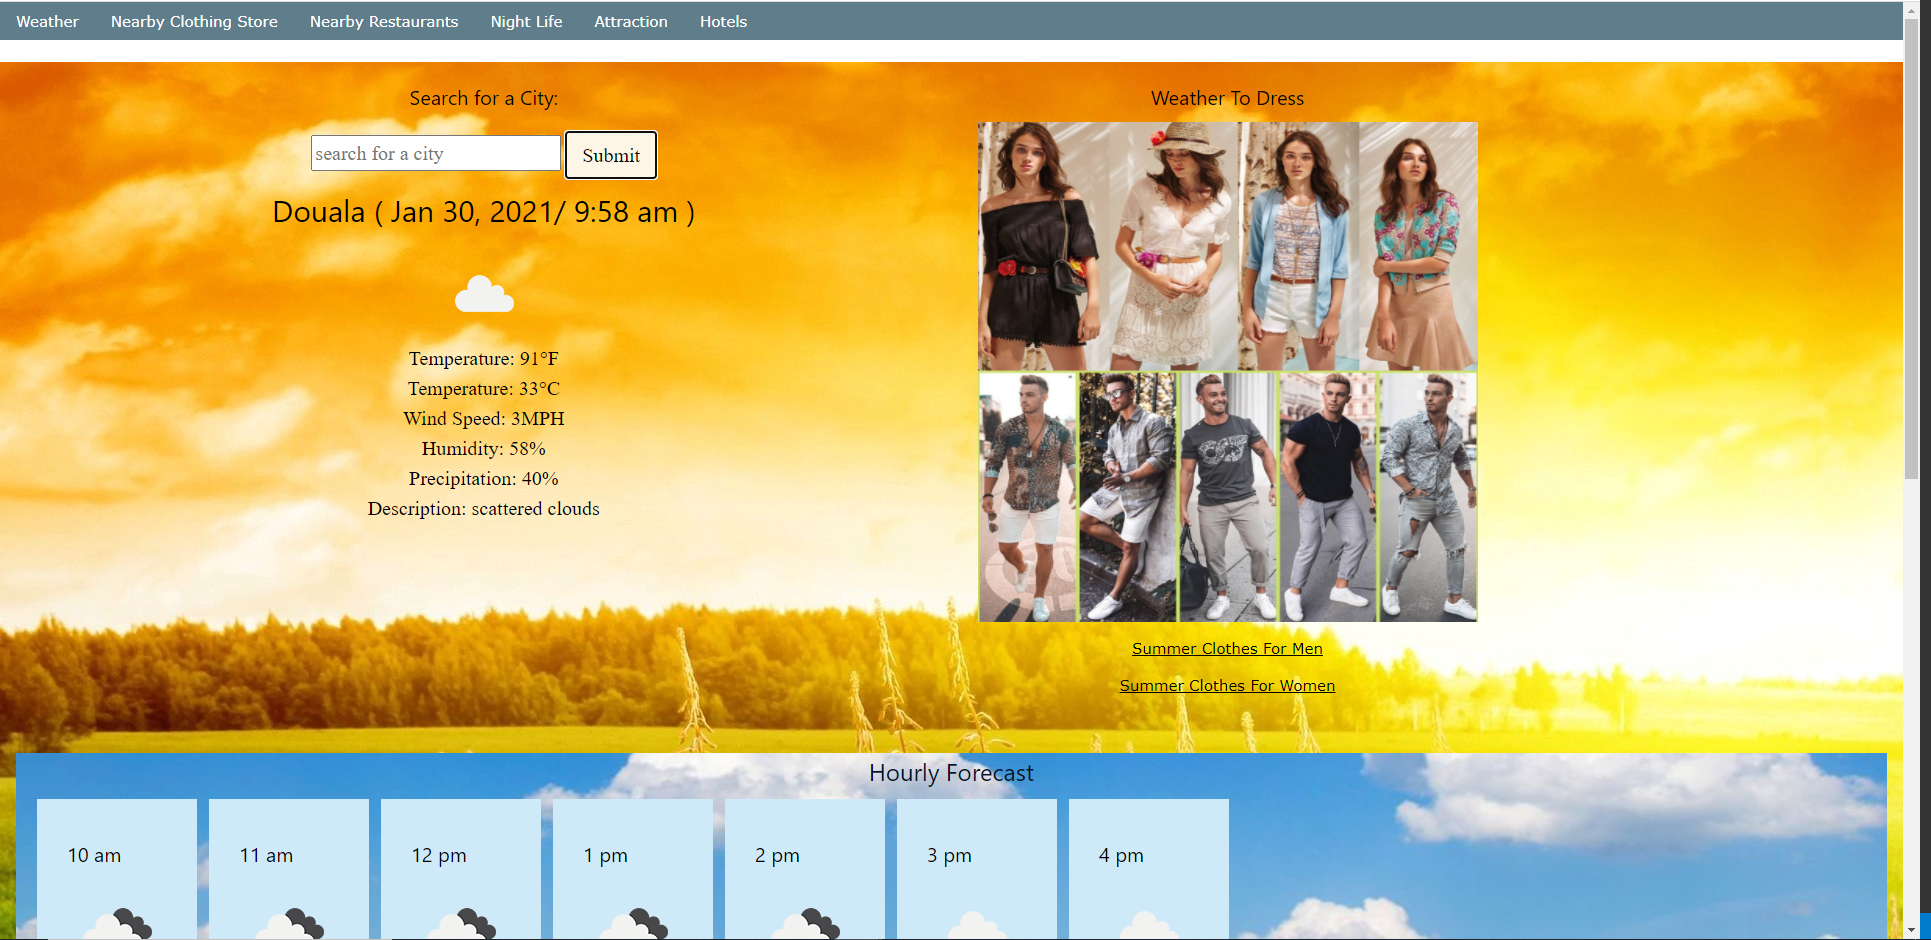 Weather Nearby Clothing Store Nearby Restaurants Night Life Attraction Hotels
Search for a City:
search for a city Submit
Douala ( Jan 30, 2021/ 9:58 am )
Temperature: 91°F
Temperature: 33°C
Wind Speed: 3MPH
Humidity: 58%
Precipitation: 40%
Description: scattered clouds
Weather To Dress
Summer Clothes For Men
Summer Clothes For Women
Hourly Forecast
10 am 11 am 12 pm 1 pm 2 pm 3 pm 4 pm